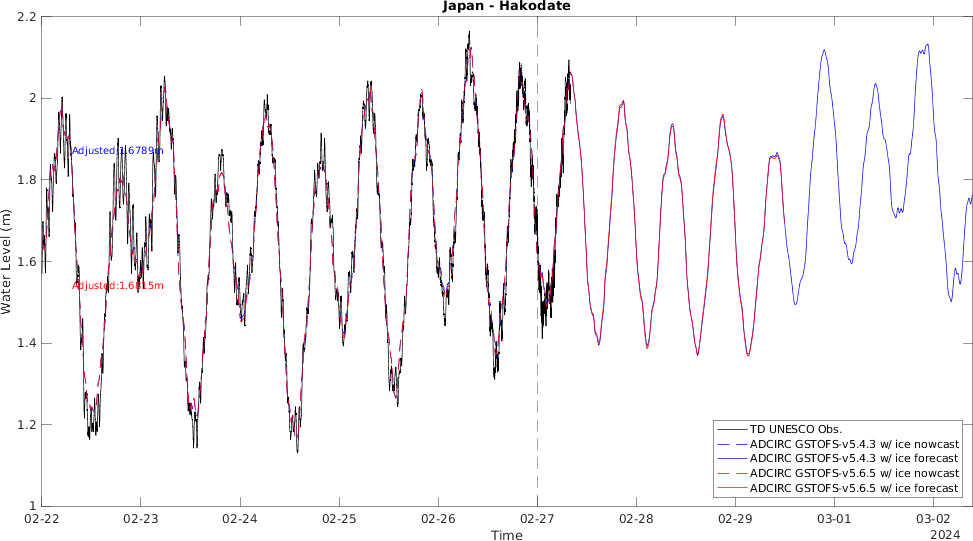 Japan - Hakodate
2.2
2
1.8
1.6
1.4
1.2
1
Water Level (m)
Adjusted:1.6789m
Adjusted:1.6815m
TD UNESCO Obs.
ADCIRC GSTOFS-v5.4.3 w/ ice nowcast
ADCIRC GSTOFS-v5.4.3 w/ ice forecast
ADCIRC GSTOFS-v5.6.5 w/ ice nowcast
ADCIRC GSTOFS-v5.6.5 w/ ice forecast
02-22 02-23 02-24 02-25 02-26 02-27 02-28 02-29 03-01 03-02
Time
2024